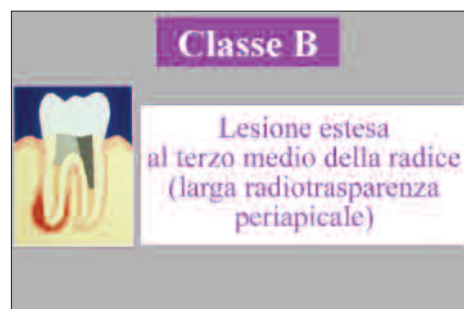 Classe B
Lesione estesa
al terzo medio della radice
(larga radiotrasparenza
periapicale)